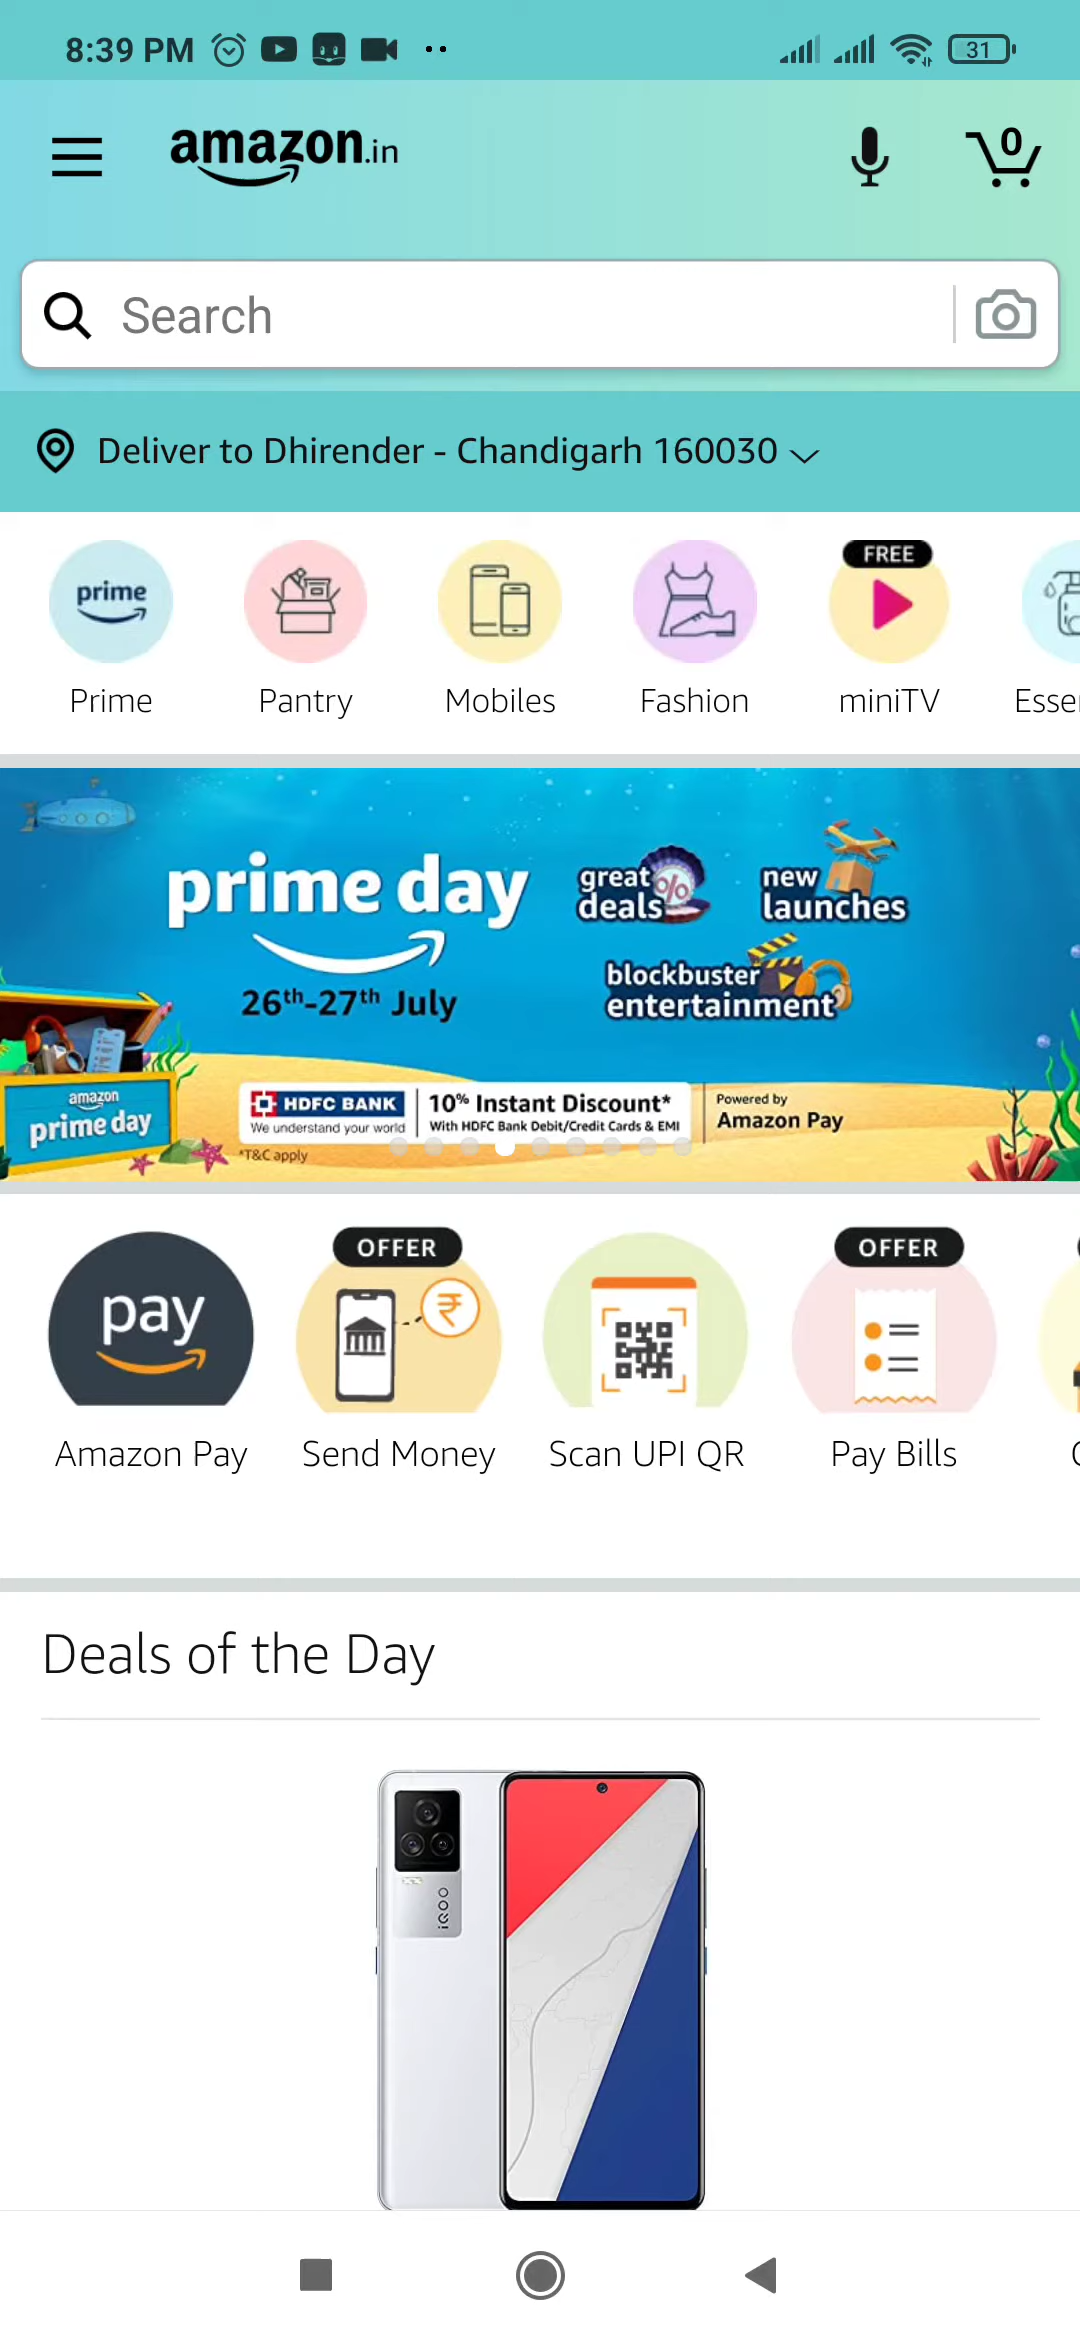 8:39 PM
31
amazon.in
0
Search
Deliver to Dhirender - Chandigarh 160030
prime
FREE
Prime
Pantry
Mobiles
Fashion
miniTV
prime day
26th-27th July
great deals %
new launches
blockbuster entertainment
amazon
prime day
HDFC BANK
We understand your world
10% Instant Discount*
With HDFC Bank Debit/Credit Cards & EMI
Powered by
Amazon Pay
*T&C apply
pay
OFFER
₹
OFFER
Amazon Pay
Send Money
Scan UPI QR
Pay Bills
Deals of the Day
iQOO